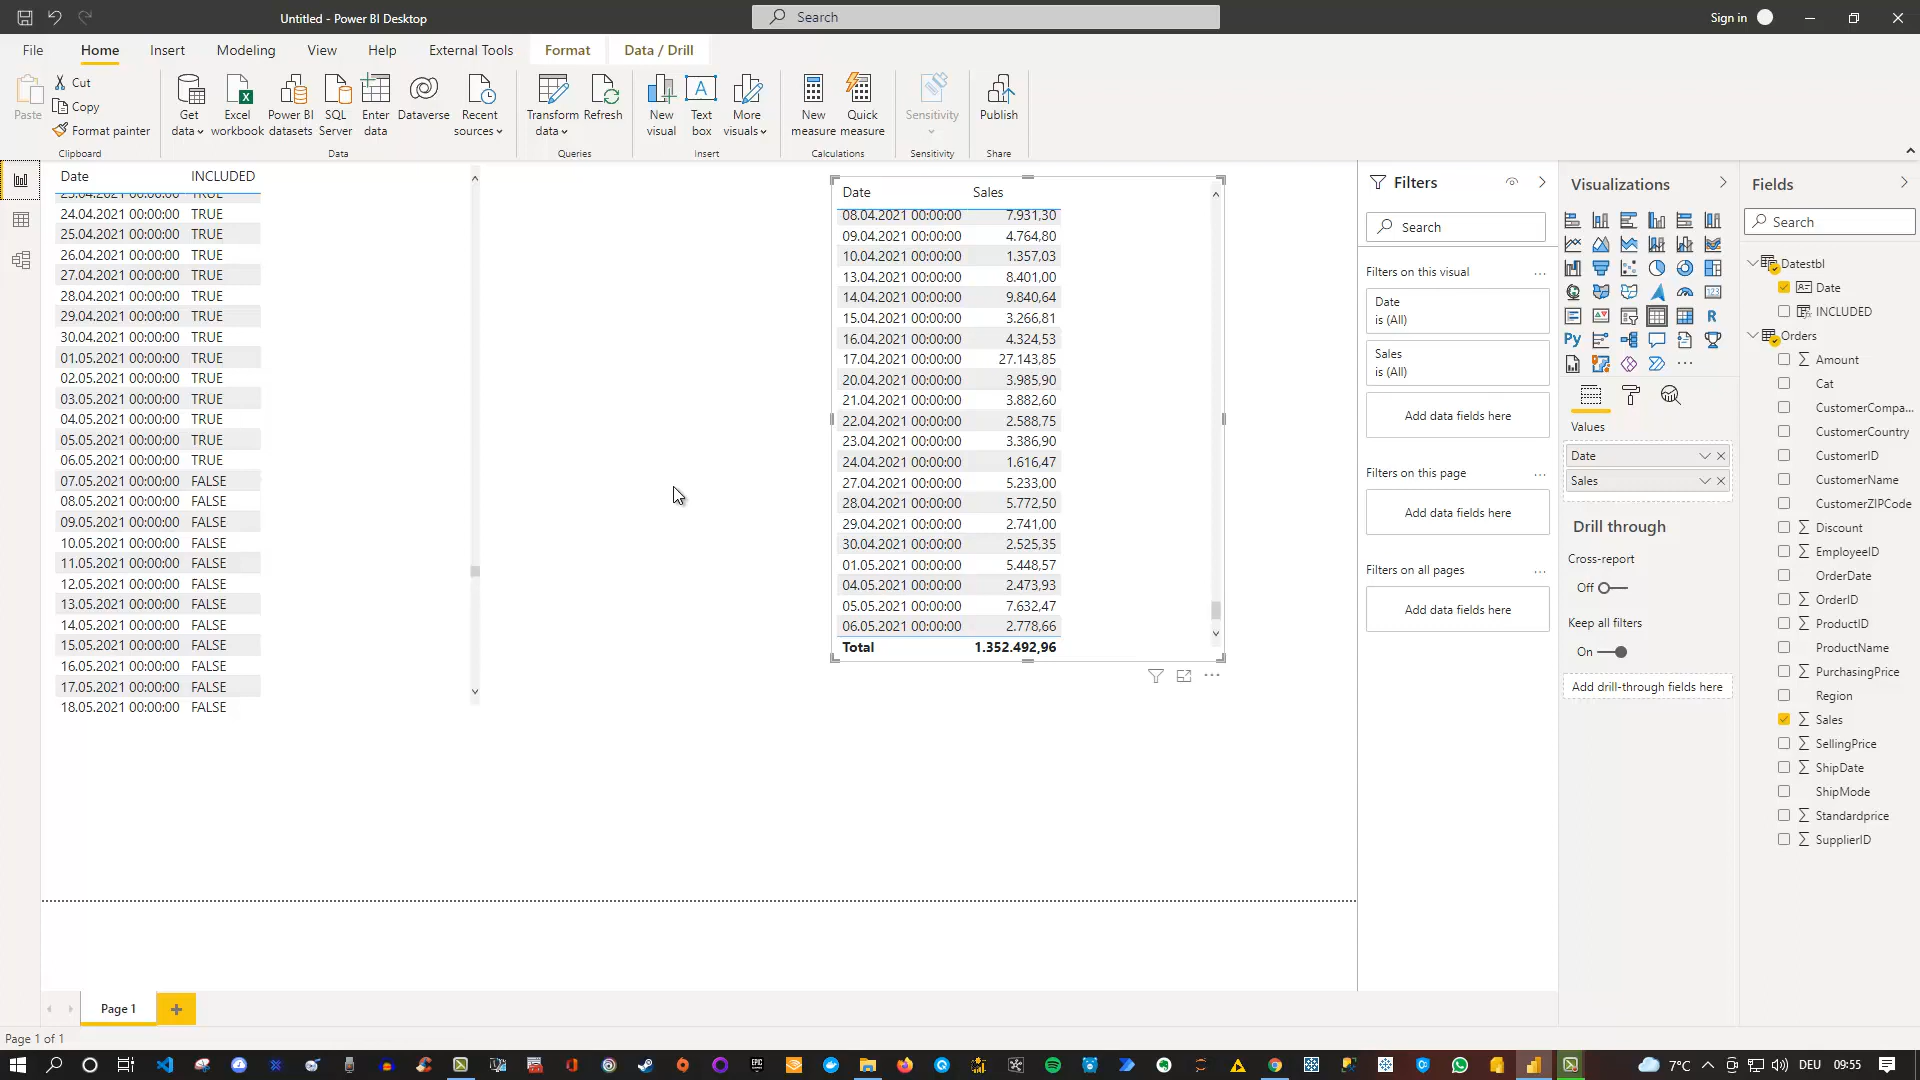 Untitled - Power BI Desktop
Search
Sign in
File
Home
Insert
Modeling
View
Help
External Tools
Format
Data / Drill
Paste
Cut
Copy
Format painter
Clipboard
Get data
Excel workbook
Power BI datasets
SQL Server
Enter data
Dataverse
Recent sources
Data
Transform data
Refresh
Queries
New visual
Text box
More visuals
Insert
New measure
Quick measure
Calculations
Sensitivity
Sensitivity
Publish
Share
Date INCLUDED
23.04.2021 00:00:00 TRUE
24.04.2021 00:00:00 TRUE
25.04.2021 00:00:00 TRUE
26.04.2021 00:00:00 TRUE
27.04.2021 00:00:00 TRUE
28.04.2021 00:00:00 TRUE
29.04.2021 00:00:00 TRUE
30.04.2021 00:00:00 TRUE
01.05.2021 00:00:00 TRUE
02.05.2021 00:00:00 TRUE
03.05.2021 00:00:00 TRUE
04.05.2021 00:00:00 TRUE
05.05.2021 00:00:00 TRUE
06.05.2021 00:00:00 TRUE
07.05.2021 00:00:00 FALSE
08.05.2021 00:00:00 FALSE
09.05.2021 00:00:00 FALSE
10.05.2021 00:00:00 FALSE
11.05.2021 00:00:00 FALSE
12.05.2021 00:00:00 FALSE
13.05.2021 00:00:00 FALSE
14.05.2021 00:00:00 FALSE
15.05.2021 00:00:00 FALSE
16.05.2021 00:00:00 FALSE
17.05.2021 00:00:00 FALSE
18.05.2021 00:00:00 FALSE
Date Sales
08.04.2021 00:00:00 7.931,30
09.04.2021 00:00:00 4.764,80
10.04.2021 00:00:00 1.357,03
13.04.2021 00:00:00 8.401,00
14.04.2021 00:00:00 9.840,64
15.04.2021 00:00:00 3.266,81
16.04.2021 00:00:00 4.324,53
17.04.2021 00:00:00 27.143,85
20.04.2021 00:00:00 3.985,90
21.04.2021 00:00:00 3.882,60
22.04.2021 00:00:00 2.588,75
23.04.2021 00:00:00 3.386,90
24.04.2021 00:00:00 1.616,47
27.04.2021 00:00:00 5.233,00
28.04.2021 00:00:00 5.772,50
29.04.2021 00:00:00 2.741,00
30.04.2021 00:00:00 2.525,35
01.05.2021 00:00:00 5.448,57
04.05.2021 00:00:00 2.473,93
05.05.2021 00:00:00 7.632,47
06.05.2021 00:00:00 2.778,66
Total 1.352.492,96
Filters
Search
Filters on this visual
Date
is (All)
Sales
is (All)
Add data fields here
Filters on this page
Add data fields here
Filters on all pages
Add data fields here
Visualizations
R
Py
Values
Date
Sales
Drill through
Cross-report
Off
Keep all filters
On
Add drill-through fields here
Fields
Search
Datestbl
Date
INCLUDED
Orders
Amount
Cat
CustomerCompa...
CustomerCountry
CustomerID
CustomerName
CustomerZIPCode
Discount
EmployeeID
OrderDate
OrderID
ProductID
ProductName
PurchasingPrice
Region
Sales
SellingPrice
ShipDate
ShipMode
Standardprice
SupplierID
Page 1
Page 1 of 1
7°C
DEU
09:55